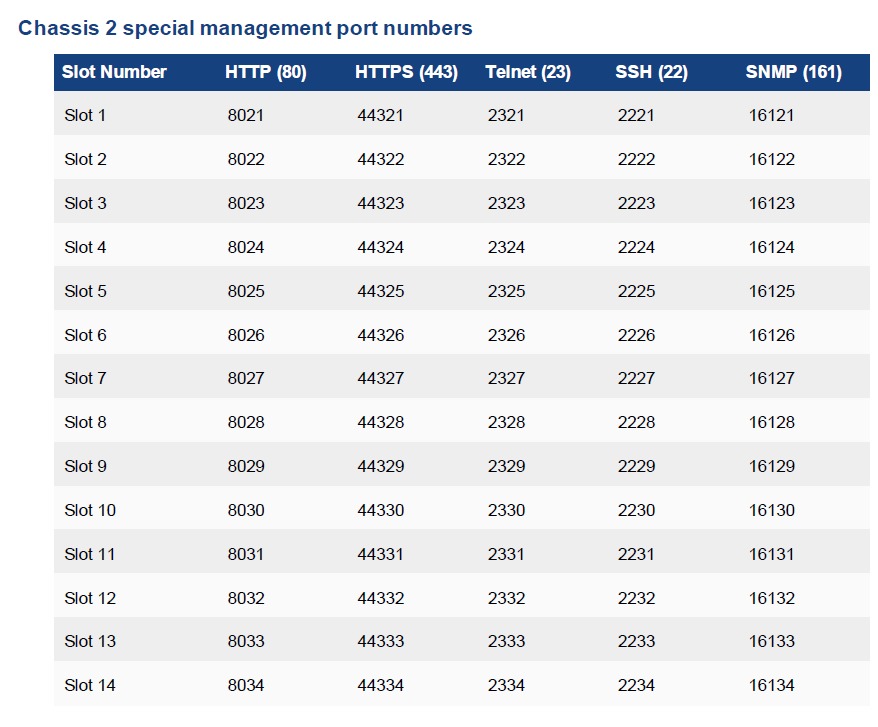 Chassis 2 special management port numbers
Slot Number HTTP (80) HTTPS (443) Telnet (23) SSH (22) SNMP (161)
Slot 1 8021 44321 2321 2221 16121
Slot 2 8022 44322 2322 2222 16122
Slot 3 8023 44323 2323 2223 16123
Slot 4 8024 44324 2324 2224 16124
Slot 5 8025 44325 2325 2225 16125
Slot 6 8026 44326 2326 2226 16126
Slot 7 8027 44327 2327 2227 16127
Slot 8 8028 44328 2328 2228 16128
Slot 9 8029 44329 2329 2229 16129
Slot 10 8030 44330 2330 2230 16130
Slot 11 8031 44331 2331 2231 16131
Slot 12 8032 44332 2332 2232 16132
Slot 13 8033 44333 2333 2233 16133
Slot 14 8034 44334 2334 2234 16134